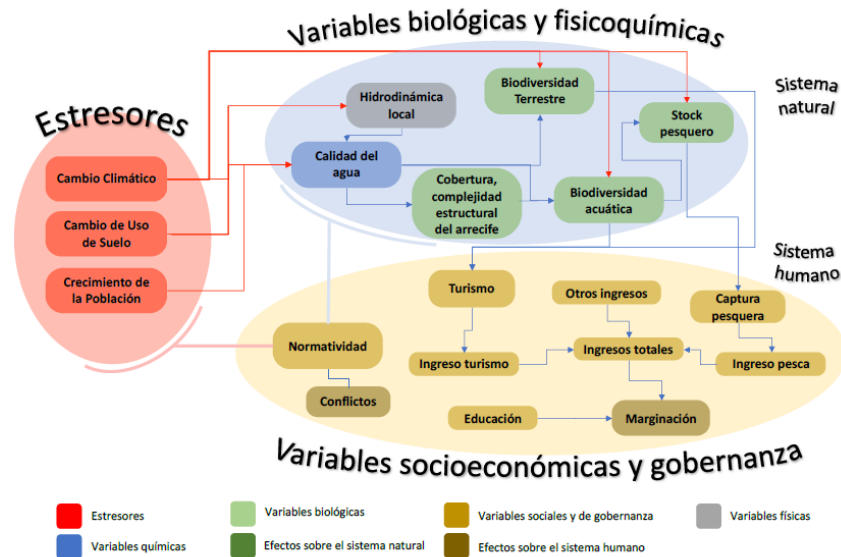 Variables biológicas y fisicoquímicas
Sistema
natural
Estresores
Cambio Climático
Cambio de Uso
de Suelo
Crecimiento de
la Población
Hidrodinámica
local
Calidad del
agua
Cobertura,
complejidad
estructural
del arrecife
Biodiversidad
Terrestre
Biodiversidad
acuática
Stock
pesquero
Sistema
humano
Turismo
Otros ingresos
Captura
pesquera
Normatividad
Ingreso turismo
Ingresos totales
Ingreso pesca
Conflictos
Educación
Marginación
Variables socioeconómicas y gobernanza
Estresores
Variables biológicas
Variables sociales y de gobernanza
Variables físicas
Variables químicas
Efectos sobre el sistema natural
Efectos sobre el sistema humano